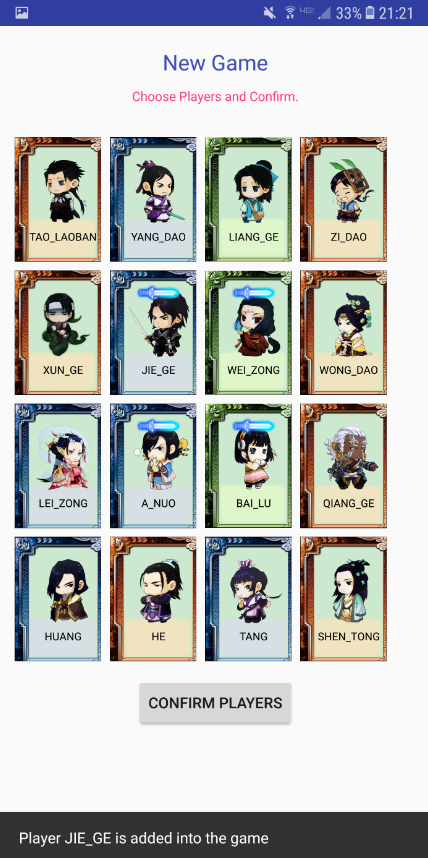 4G 33% 21:21
New Game
Choose Players and Confirm.
TAO_LAOBAN YANG_DAO LIANG_GE ZI_DAO
XUN_GE JIE_GE WEI_ZONG WONG_DAO
LEI_ZONG A_NUO BAI_LU QIANG_GE
HUANG HE TANG SHEN_TONG
CONFIRM PLAYERS
Player JIE_GE is added into the game